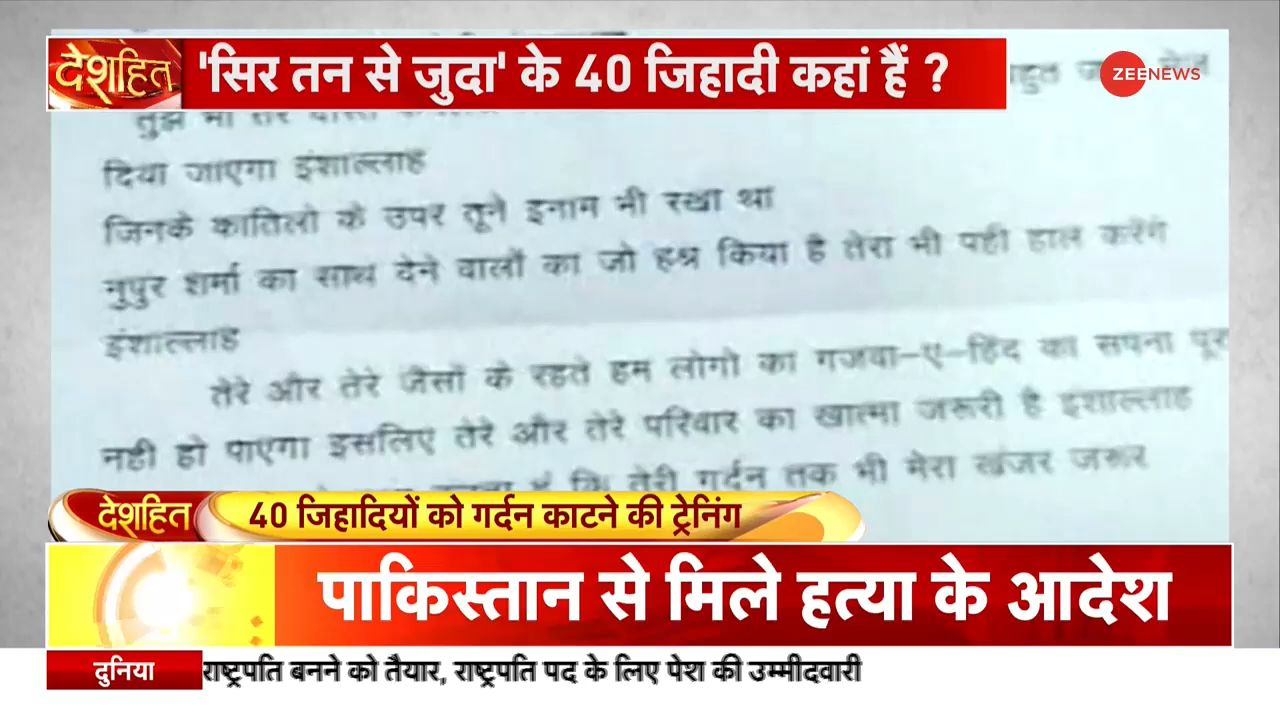 देशहित
'सिर तन से जुदा' के 40 जिहादी कहां हैं ?
ZEENEWS
दिया जाएगा इंशाल्लाह
जिनके कातिलो के उपर तूने इनाम भी रखा था
नुपुर शर्मा का साथ देने वालों का जो हश्र किया है तेरा भी यही हाल करेंगे
इंशाल्लाह
तेरे और तेरे जैसों के रहते हम लोगो का गजवा-ए-हिंद का सपना पूरा
नही हो पाएगा इसलिए तेरे और तेरे परिवार का खात्मा जरूरी है इंशाल्लाह
तेरी गर्दन तक भी मेरा खंजर जरूर
देशहित
40 जिहादियों को गर्दन काटने की ट्रेनिंग
पाकिस्तान से मिले हत्या के आदेश
दुनिया
राष्ट्रपति बनने को तैयार, राष्ट्रपति पद के लिए पेश की उम्मीदवारी